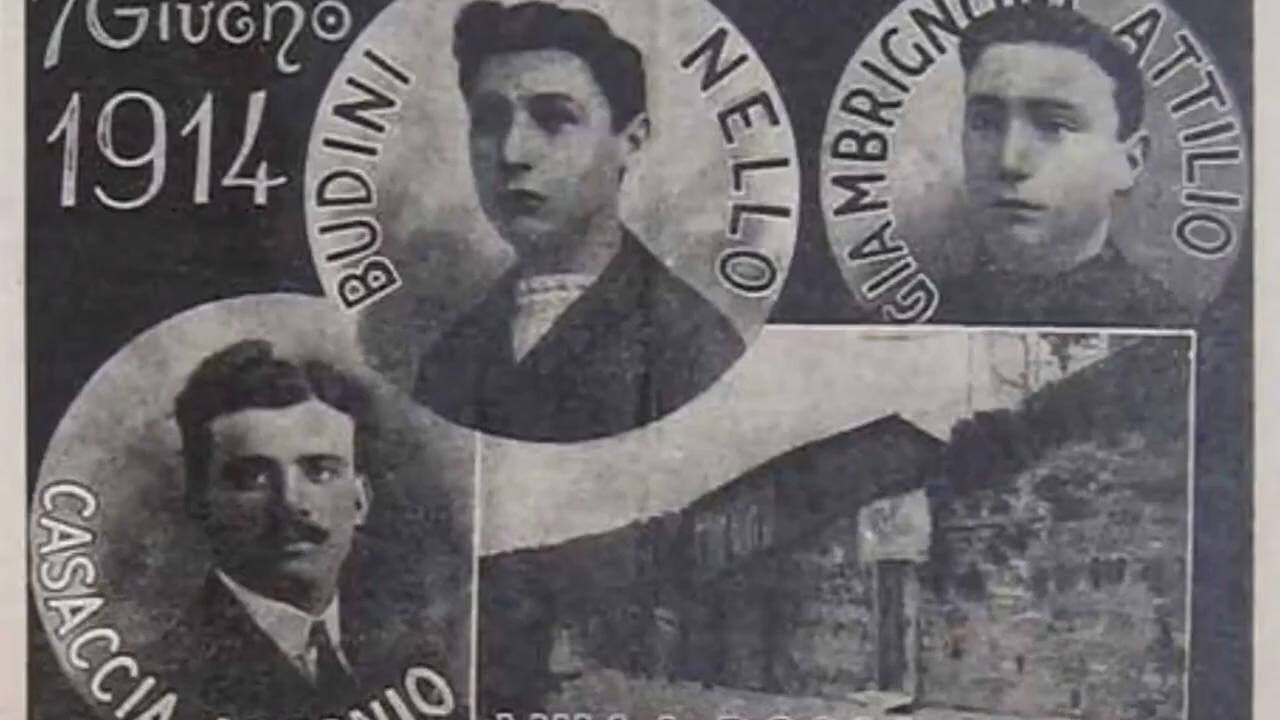 7 Giugno
1914
BUDINI NELLO
GIAMBRIGNONI ATTILIO
CASACCIA